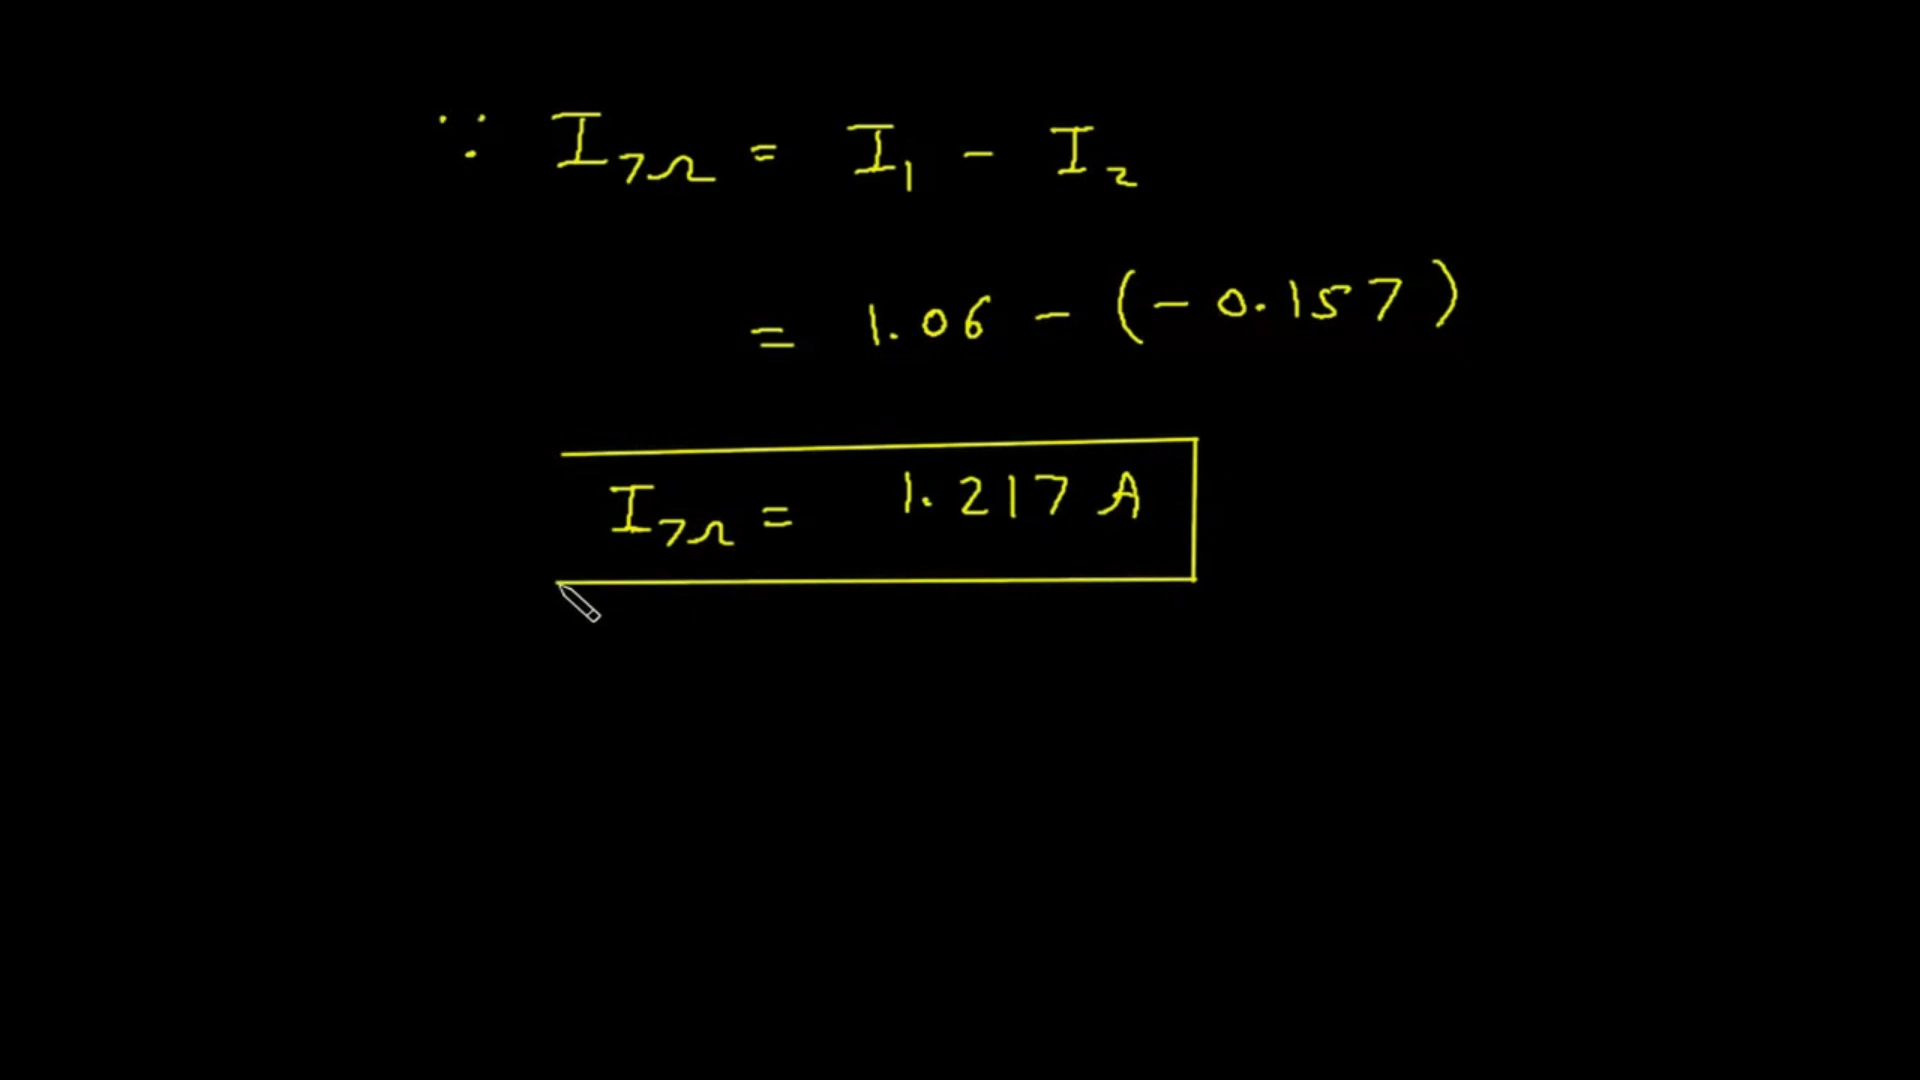 ∵ I₇Ω = I₁ - I₂
= 1.06 - (-0.157)
I₇Ω = 1.217 A